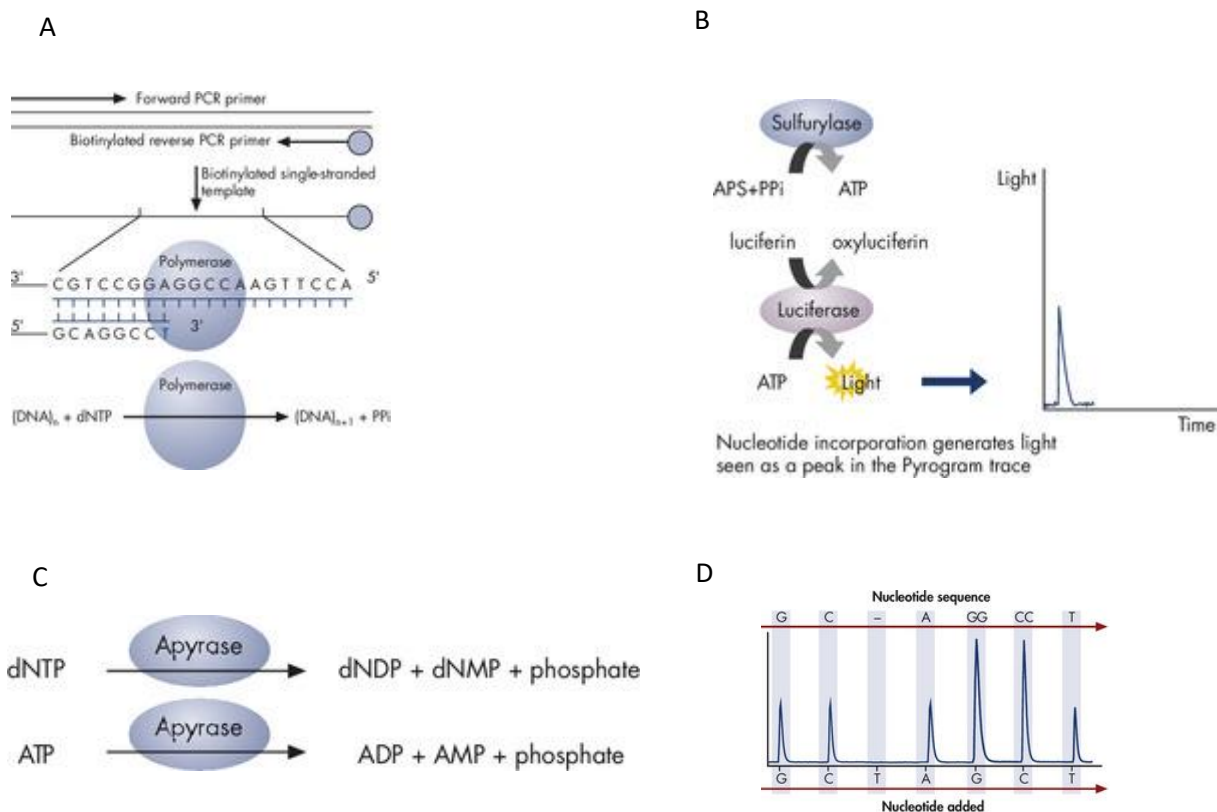 A
Forward PCR primer
Biotinylated reverse PCR primer
Biotinylated single-stranded
template
Polymerase
3' CGTCCGGAGGCCAAGTTCCA 5'
5' GCAGGCCT 3'
Polymerase
(DNA)n + dNTP (DNA)n+1 + PPi
B
Sulfurylase
APS+PPi ATP
luciferin oxyluciferin
Luciferase
ATP Light
Light
Time
Nucleotide incorporation generates light
seen as a peak in the Pyrogram trace
C
Apyrase
dNTP dNDP + dNMP + phosphate
Apyrase
ATP ADP + AMP + phosphate
D
Nucleotide sequence
G C – A GG CC T
G C T A G C T
Nucleotide added